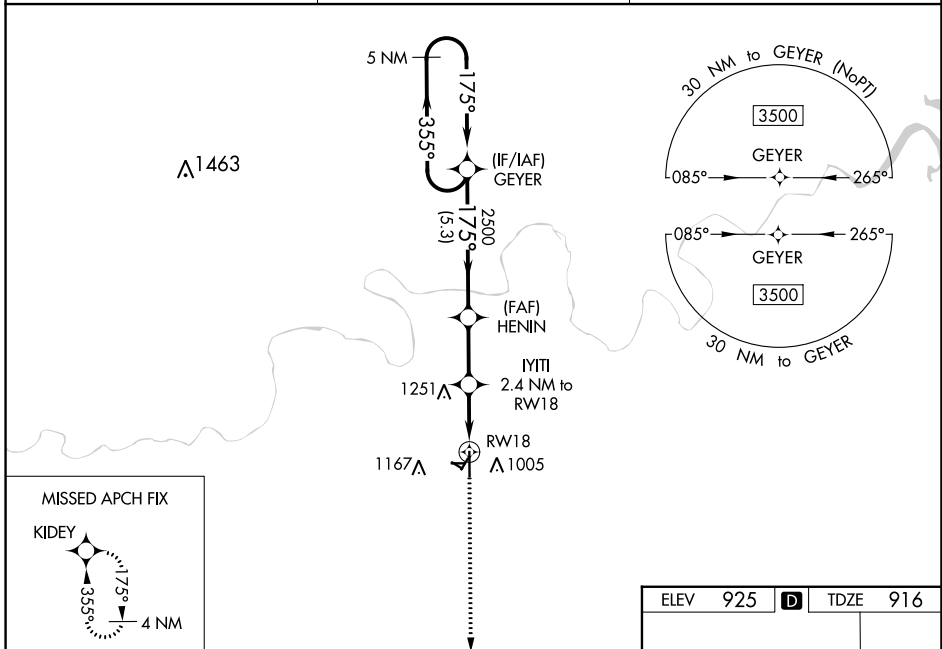 5 NM
175°
355°
(IF/IAF)
GEYER
1463
2500
175°
(5.3)
(FAF)
HENIN
IYITI
2.4 NM to
RW18
1251
RW18
1167
1005
30 NM to GEYER (NoPT)
3500
GEYER
085°
265°
085°
265°
GEYER
3500
30 NM to GEYER
MISSED APCH FIX
KIDEY
175°
355°
4 NM
ELEV 925 D TDZE 916